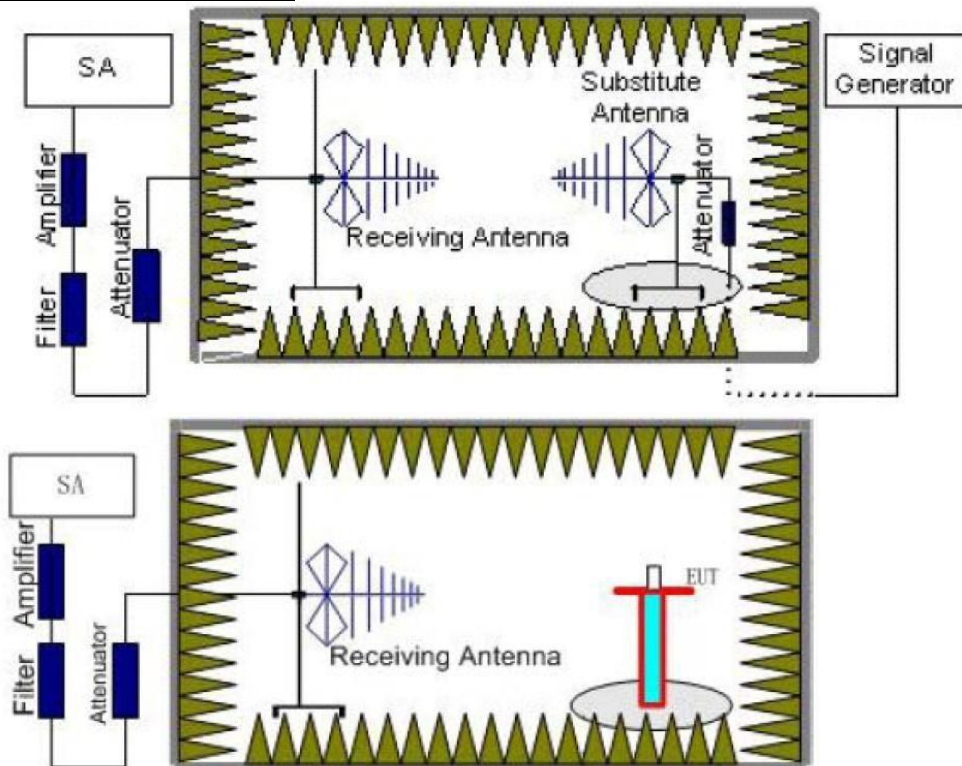 SA
Signal
Generator
Substitute
Antenna
Amplifier
Attenuator
Filter
Receiving Antenna
Attenuator
SA
Amplifier
Filter
Attenuator
Receiving Antenna
EUT